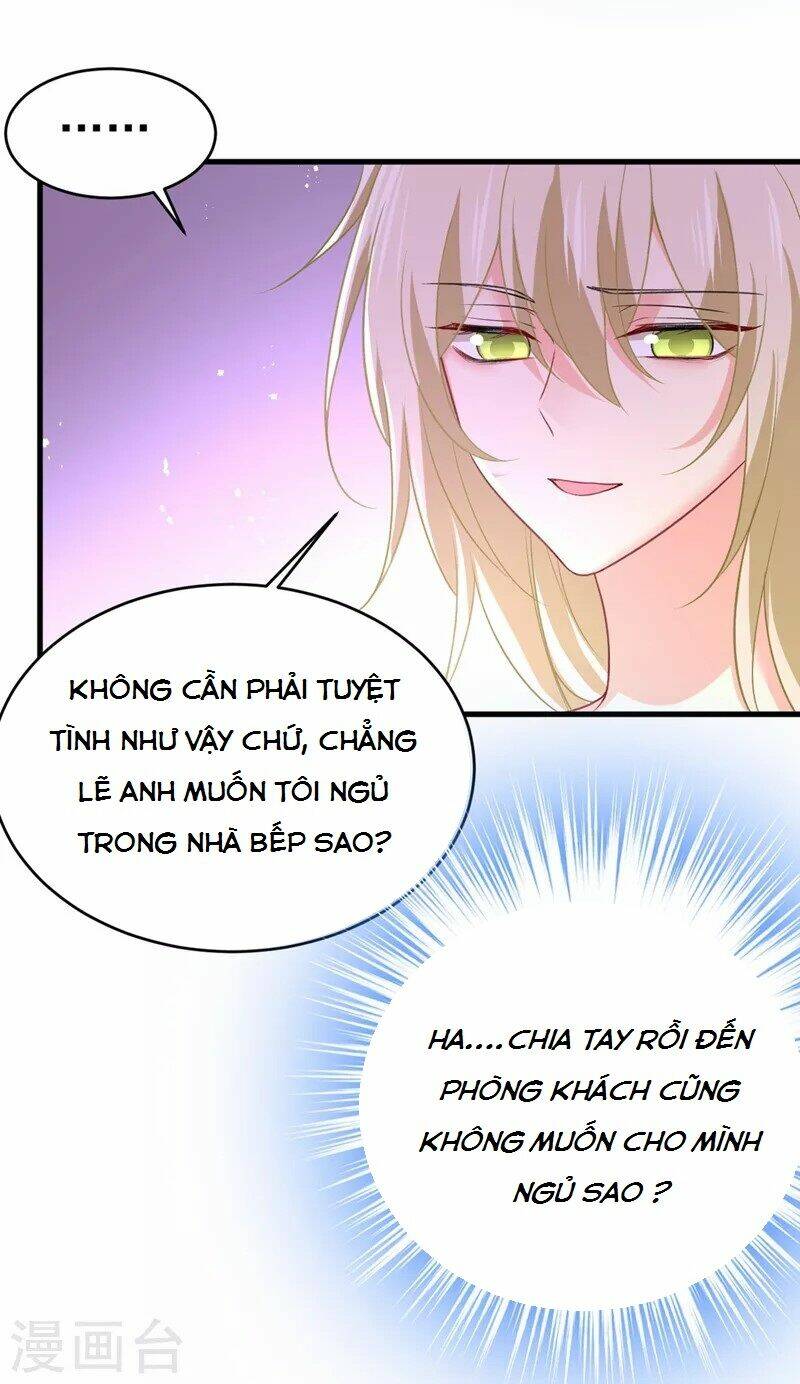 ......
KHÔNG CẦN PHẢI TUYỆT
TÌNH NHƯ VẬY CHỨ, CHẲNG
LẼ ANH MUỐN TÔI NGỦ
TRONG NHÀ BẾP SAO?
HA....CHIA TAY RỒI ĐẾN
PHÒNG KHÁCH CŨNG
KHÔNG MUỐN CHO MÌNH
NGỦ SAO ?
漫画台